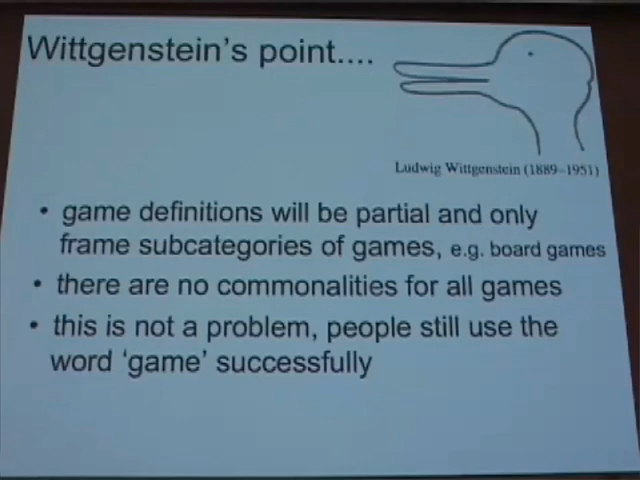 Wittgenstein's point....
Ludwig Wittgenstein (1889–1951)
• game definitions will be partial and only
frame subcategories of games, e.g. board games
• there are no commonalities for all games
• this is not a problem, people still use the
word 'game' successfully